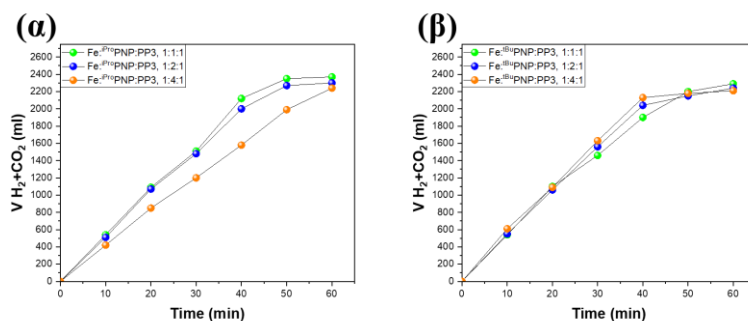 (α)
Fe:iProPNP:PP3, 1:1:1
Fe:iProPNP:PP3, 1:2:1
Fe:iProPNP:PP3, 1:4:1
2600
2400
2200
2000
1800
1600
1400
1200
1000
800
600
400
200
0
V H2+CO2 (ml)
0 10 20 30 40 50 60
Time (min)
(β)
Fe:tBuPNP:PP3, 1:1:1
Fe:tBuPNP:PP3, 1:2:1
Fe:tBuPNP:PP3, 1:4:1
2600
2400
2200
2000
1800
1600
1400
1200
1000
800
600
400
200
0
V H2+CO2 (ml)
0 10 20 30 40 50 60
Time (min)